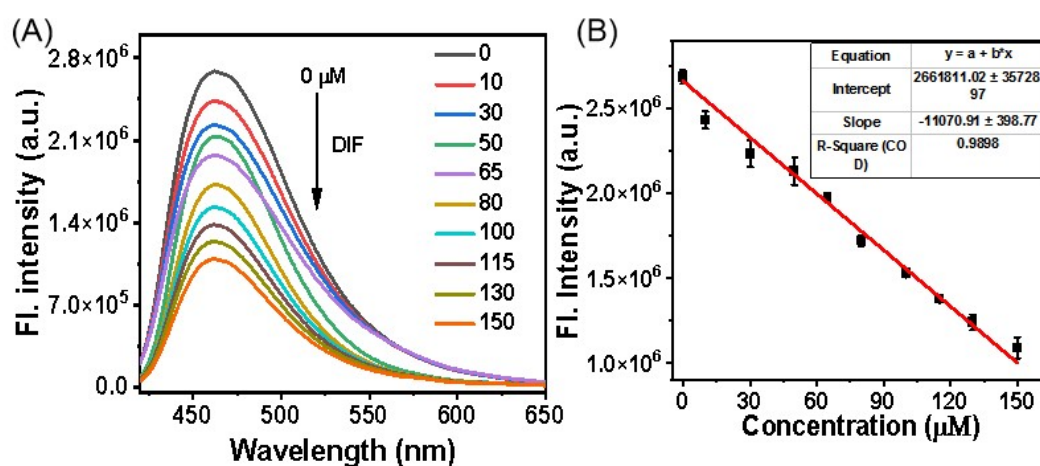 (A)
Fl. intensity (a.u.)
2.8×10⁶
2.1×10⁶
1.4×10⁶
7.0×10⁵
0.0
450 500 550 600 650
Wavelength (nm)
0 μM
DIF
0
10
30
50
65
80
100
115
130
150
(B)
Fl. Intensity (a.u.)
2.5×10⁶
2.0×10⁶
1.5×10⁶
1.0×10⁶
0 30 60 90 120 150
Concentration (μM)
Equation y = a + b*x
Intercept 2661811.02 ± 35728
97
Slope -11070.91 ± 398.77
R-Square (CO 0.9898
D)